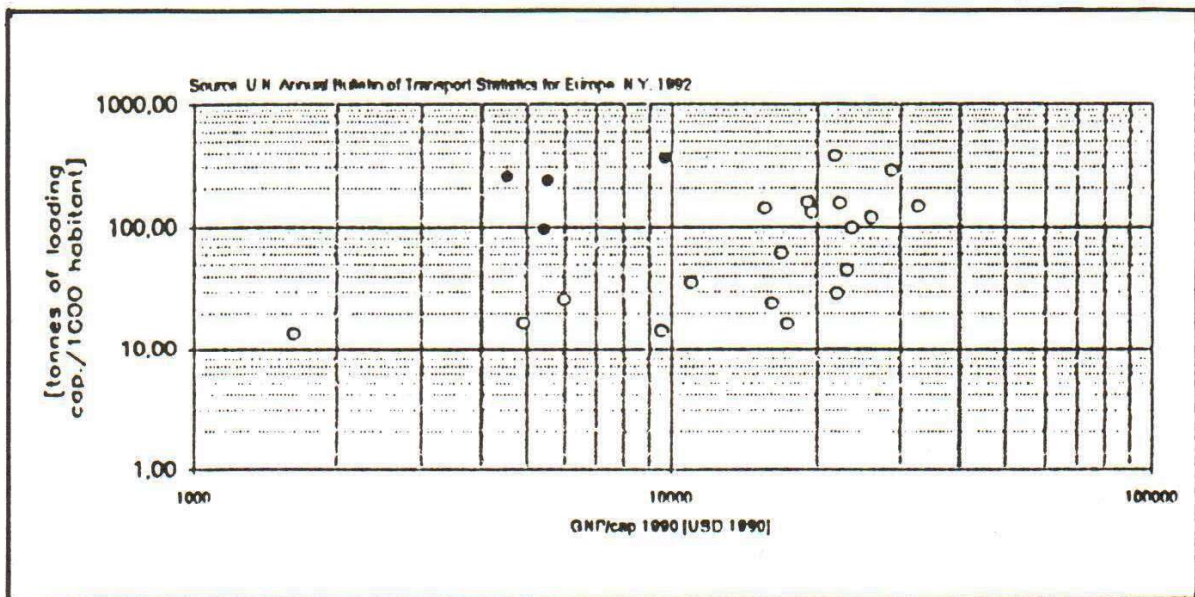 Source U.N. Annual Bulletin of Transport Statistics for Europe N.Y. 1992
1000,00
100,00
10,00
1,00
[tonnes of loading
cap./1000 habitant]
1000
10000
100000
GNP/cap 1990 [USD 1990]